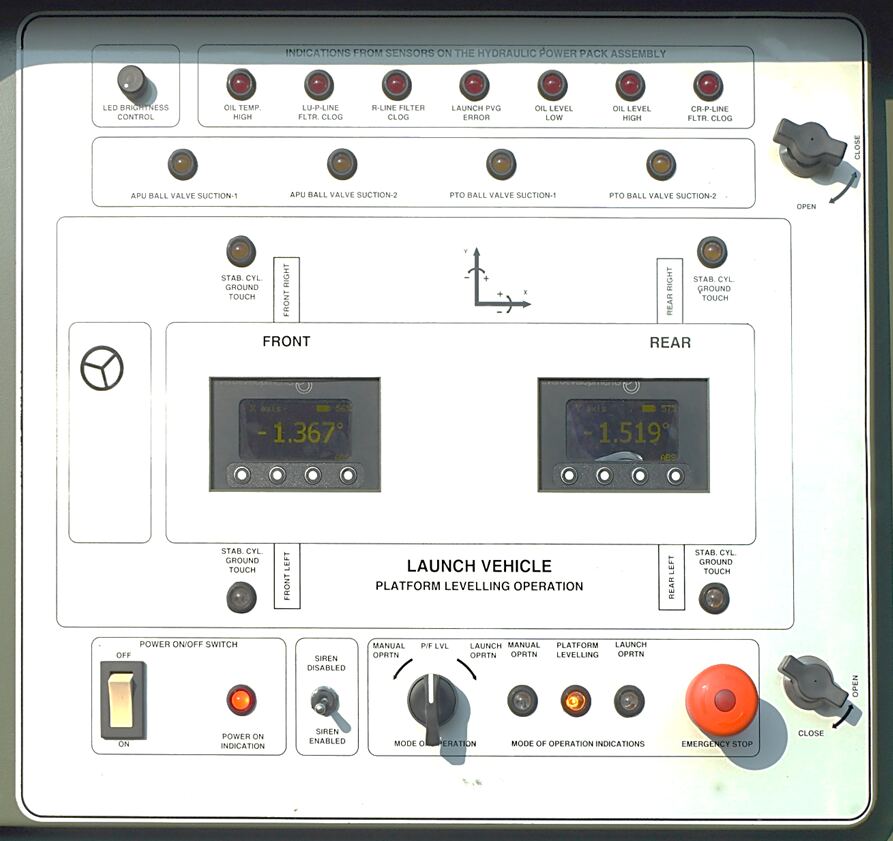 INDICATIONS FROM SENSORS ON THE HYDRAULIC POWER PACK ASSEMBLY
LED BRIGHTNESS
CONTROL
OIL TEMP.
HIGH
LU-P-LINE
FLTR. CLOG
R-LINE FILTER
CLOG
LAUNCH PVG
ERROR
OIL LEVEL
LOW
OIL LEVEL
HIGH
CR-P-LINE
FLTR. CLOG
CLOSE
OPEN
APU BALL VALVE SUCTION-1
APU BALL VALVE SUCTION-2
PTO BALL VALVE SUCTION-1
PTO BALL VALVE SUCTION-2
STAB. CYL.
GROUND
TOUCH
FRONT RIGHT
Y
- +
X
+
-
REAR RIGHT
STAB. CYL.
GROUND
TOUCH
FRONT
REAR
X axis 56%
-1.367°
ABS
Y axis 57%
-1.519°
ABS
STAB. CYL.
GROUND
TOUCH
FRONT LEFT
LAUNCH VEHICLE
PLATFORM LEVELLING OPERATION
REAR LEFT
STAB. CYL.
GROUND
TOUCH
POWER ON/OFF SWITCH
OFF
ON
POWER ON
INDICATION
SIREN
DISABLED
SIREN
ENABLED
MANUAL
OPRTN
P/F LVL
LAUNCH
OPRTN
MODE OF OPERATION
MANUAL
OPRTN
PLATFORM
LEVELLING
LAUNCH
OPRTN
MODE OF OPERATION INDICATIONS
EMERGENCY STOP
OPEN
CLOSE